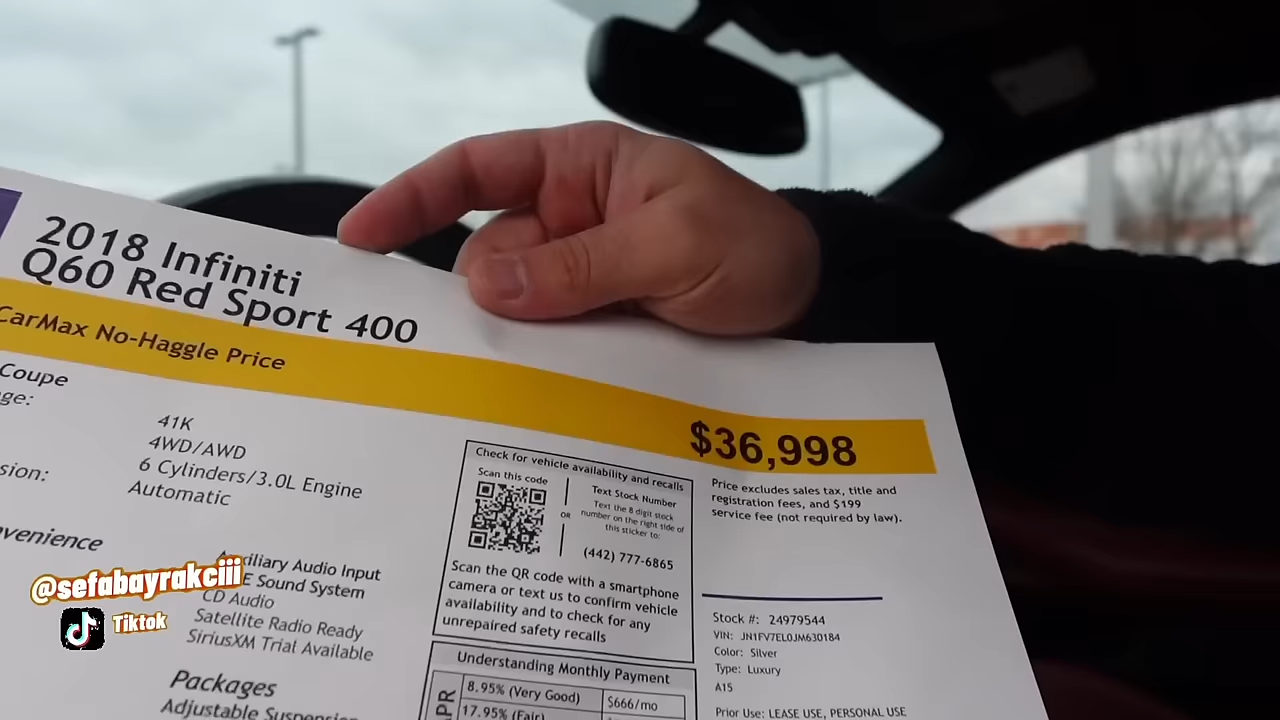 2018 Infiniti
Q60 Red Sport 400
CarMax No-Haggle Price
$36,998
Coupe
ge:
41K
4WD/AWD
6 Cylinders/3.0L Engine
sion:
Automatic
venience
Auxiliary Audio Input
E Sound System
CD Audio
Satellite Radio Ready
SiriusXM Trial Available
Packages
Adjustable Suspension
Check for vehicle availability and recalls
Scan this code
OR
Text Stock Number
Text the 8 digit stock
number on the right side of
this sticker to:
(442) 777-6865
Scan the QR code with a smartphone
camera or text us to confirm vehicle
availability and to check for any
unrepaired safety recalls
Understanding Monthly Payment
PR
8.95% (Very Good)
$666/mo
17.95% (Fair)
Price excludes sales tax, title and
registration fees, and $199
service fee (not required by law).
Stock #: 24979544
VIN: JN1FV7EL0JM630184
Color: Silver
Type: Luxury
A15
Prior Use: LEASE USE, PERSONAL USE
@sefabayrakciii
Tiktok